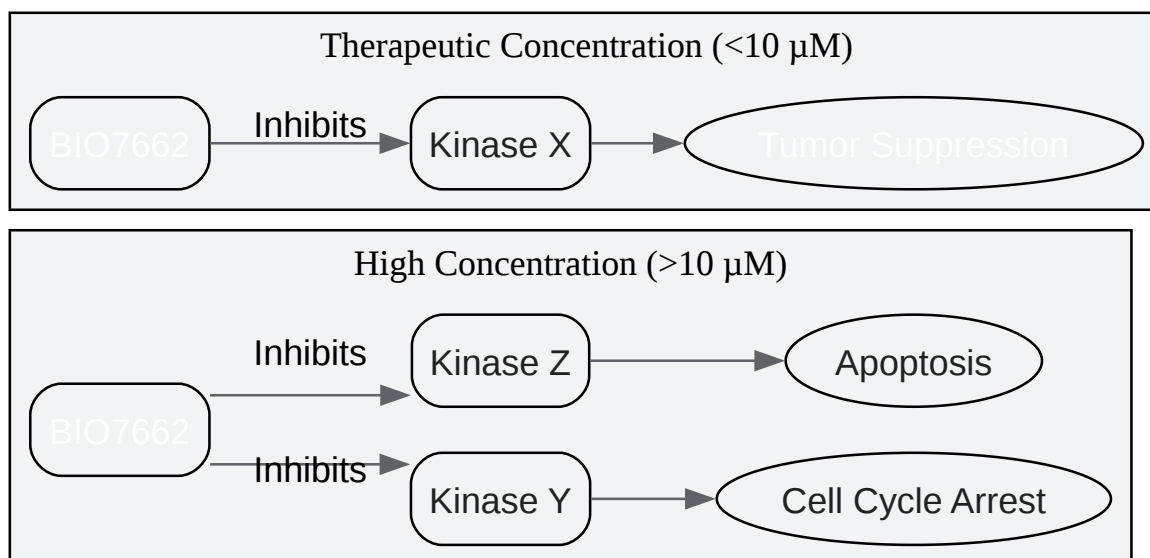 Therapeutic Concentration (<10 µM)
BIO7662
Inhibits
Kinase X
Tumor Suppression
High Concentration (>10 µM)
Inhibits
Kinase Z
Apoptosis
BIO7662
Inhibits
Kinase Y
Cell Cycle Arrest